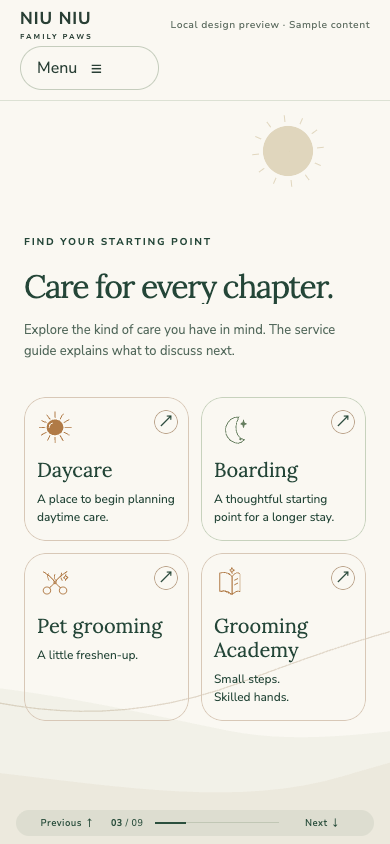 NIU NIU
FAMILY PAWS
Local design preview · Sample content
Menu ≡
FIND YOUR STARTING POINT
Care for every chapter.
Explore the kind of care you have in mind. The service
guide explains what to discuss next.
Daycare
A place to begin planning
daytime care.
Boarding
A thoughtful starting
point for a longer stay.
Pet grooming
A little freshen-up.
Grooming
Academy
Small steps.
Skilled hands.
Previous ↑
03 / 09
Next ↓